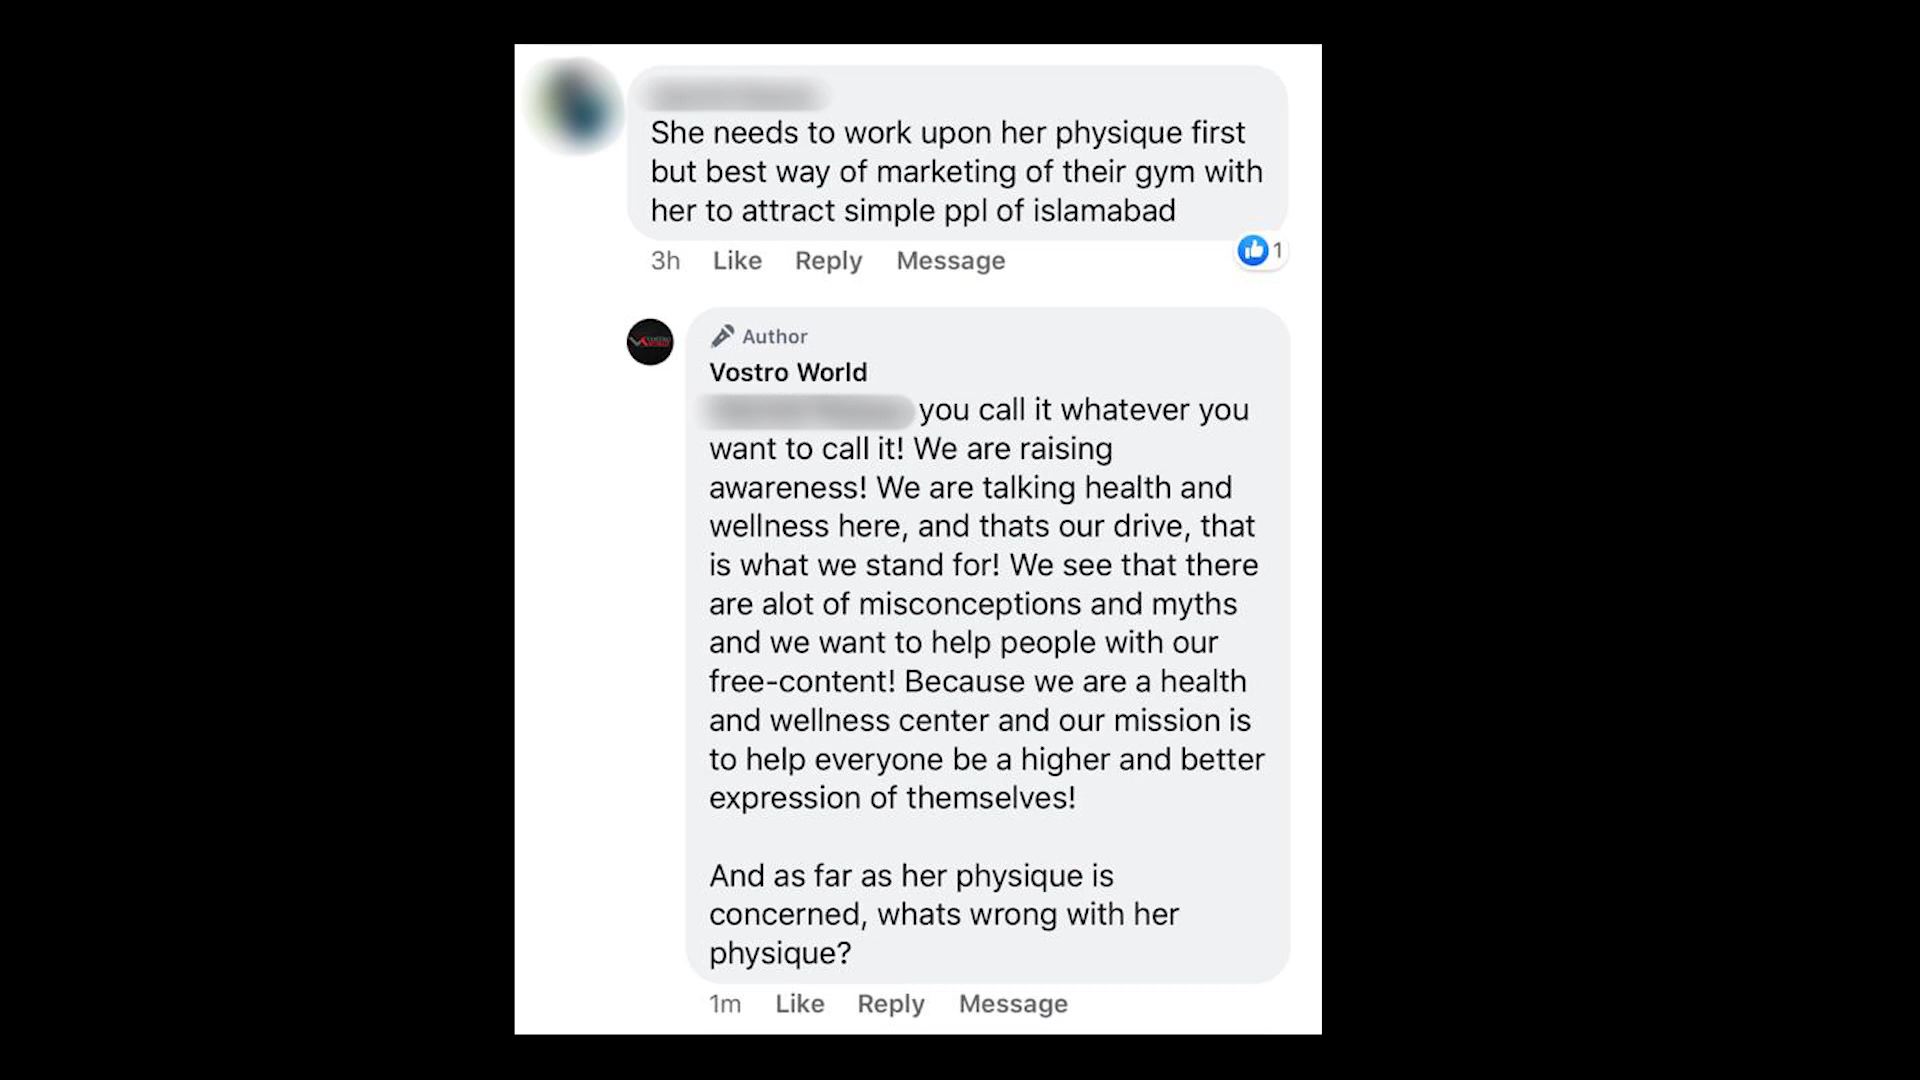 She needs to work upon her physique first
but best way of marketing of their gym with
her to attract simple ppl of islamabad
3h Like Reply Message 1
Author
Vostro World
you call it whatever you
want to call it! We are raising
awareness! We are talking health and
wellness here, and thats our drive, that
is what we stand for! We see that there
are alot of misconceptions and myths
and we want to help people with our
free-content! Because we are a health
and wellness center and our mission is
to help everyone be a higher and better
expression of themselves!
And as far as her physique is
concerned, whats wrong with her
physique?
1m Like Reply Message